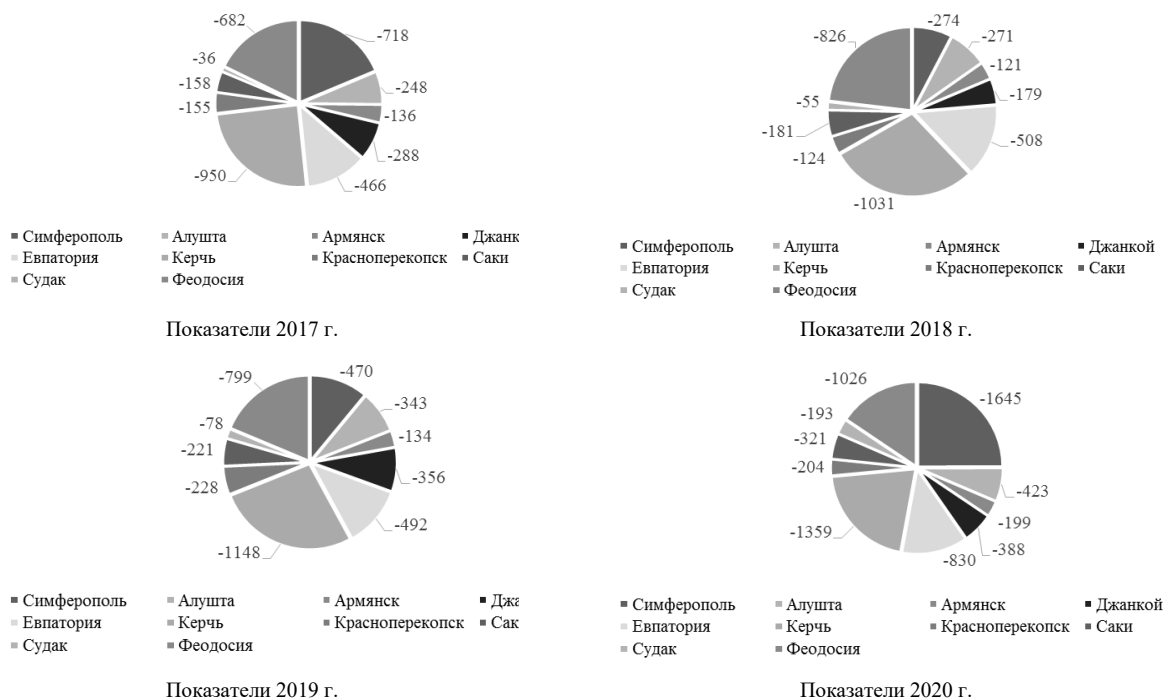 -682
-718
-36
-158
-155
-248
-136
-288
-950
-466
■ Симферополь ■ Алушта ■ Армянск ■ Джанк
■ Евпатория ■ Керчь ■ Красноперекопск ■ Саки
■ Судак ■ Феодосия
Показатели 2017 г.
-274
-826
-271
-121
-55
-179
-181
-508
-124
-1031
■ Симферополь ■ Алушта ■ Армянск ■ Джанкой
■ Евпатория ■ Керчь ■ Красноперекопск ■ Саки
■ Судак ■ Феодосия
Показатели 2018 г.
-799
-470
-343
-78
-134
-221
-356
-228
-492
-1148
■ Симферополь ■ Алушта ■ Армянск ■ Джа
■ Евпатория ■ Керчь ■ Красноперекопск ■ Саки
■ Судак ■ Феодосия
Показатели 2019 г.
-1026
-1645
-193
-321
-204
-423
-199
-1359
-388
-830
■ Симферополь ■ Алушта ■ Армянск ■ Джанкой
■ Евпатория ■ Керчь ■ Красноперекопск ■ Саки
■ Судак ■ Феодосия
Показатели 2020 г.